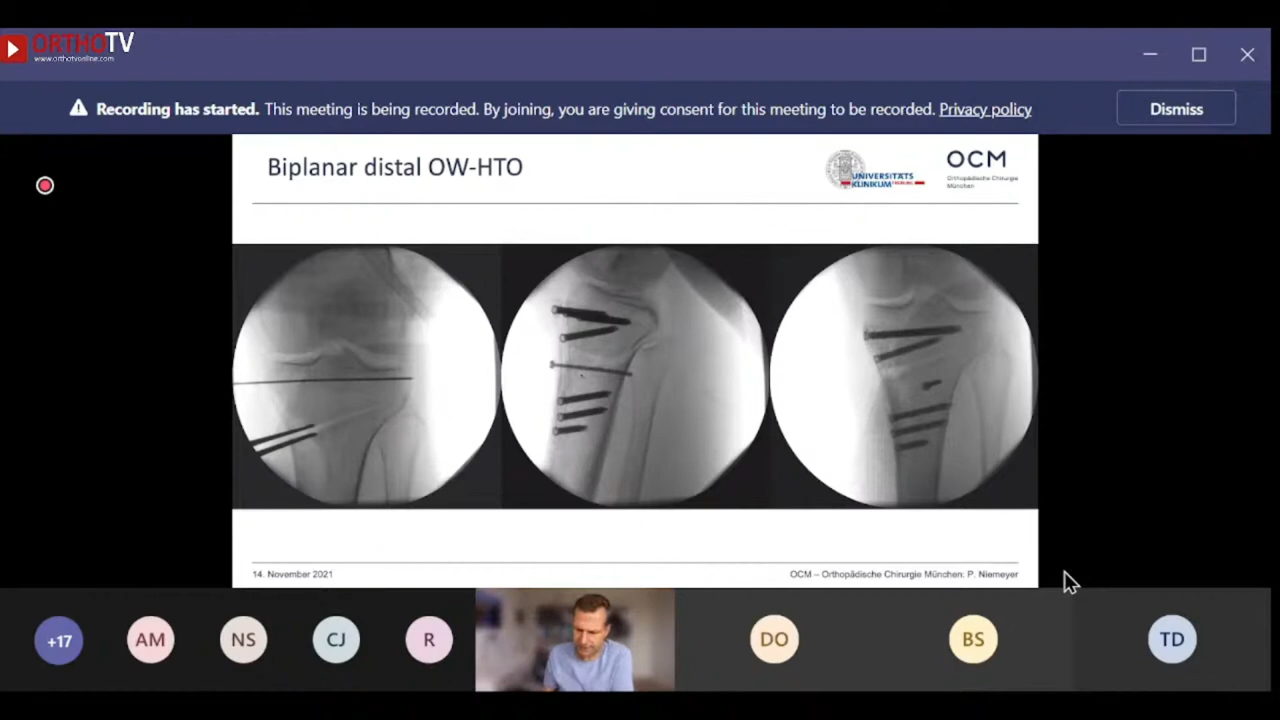 ORTHOTV
www.orthotvonline.com
Recording has started. This meeting is being recorded. By joining, you are giving consent for this meeting to be recorded. Privacy policy
Dismiss
Biplanar distal OW-HTO
UNIVERSITÄTS
KLINIKUM FREIBURG
OCM
Orthopädische Chirurgie
München
14. November 2021
OCM – Orthopädische Chirurgie München: P. Niemeyer
+17
AM
NS
CJ
R
DO
BS
TD